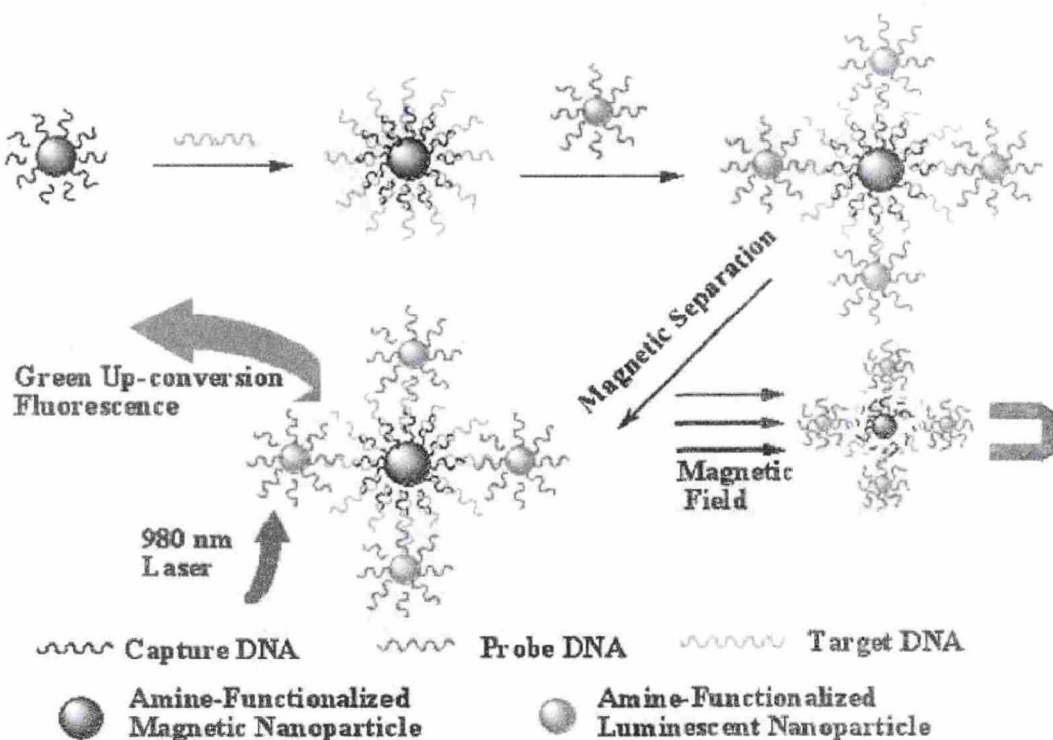 Magnetic Separation
Green Up-conversion
Fluorescence
Magnetic
Field
980 nm
Laser
Capture DNA
Probe DNA
Target DNA
Amine-Functionalized
Magnetic Nanoparticle
Amine-Functionalized
Luminescent Nanoparticle